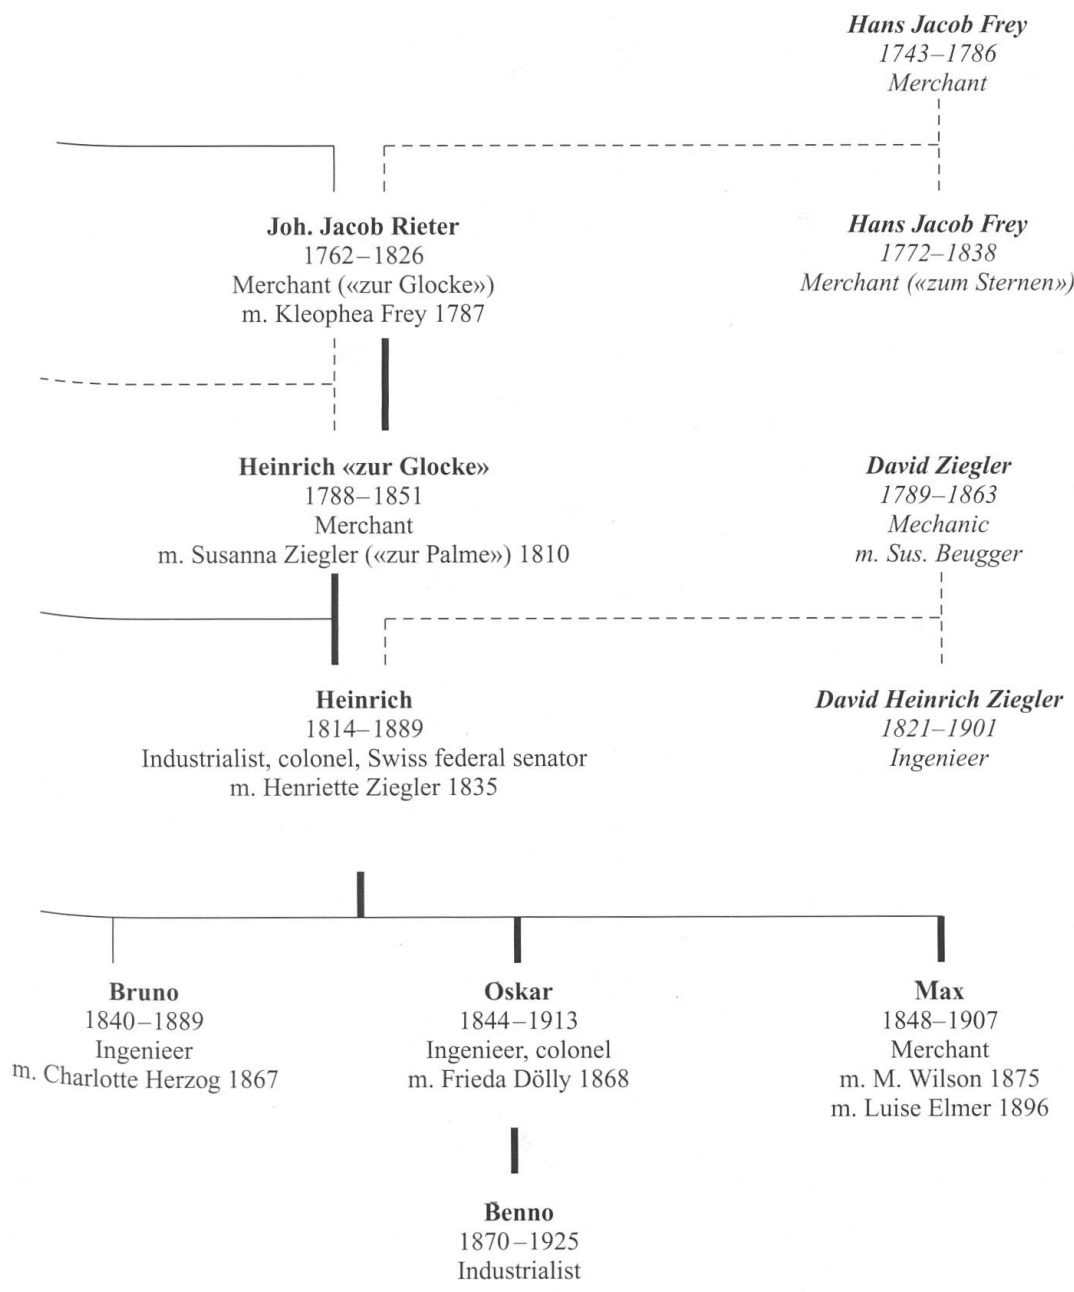 Hans Jacob Frey
1743–1786
Merchant
Joh. Jacob Rieter
1762–1826
Merchant («zur Glocke»)
m. Kleophea Frey 1787
Hans Jacob Frey
1772–1838
Merchant («zum Sternen»)
Heinrich «zur Glocke»
1788–1851
Merchant
m. Susanna Ziegler («zur Palme») 1810
David Ziegler
1789–1863
Mechanic
m. Sus. Beugger
Heinrich
1814–1889
Industrialist, colonel, Swiss federal senator
m. Henriette Ziegler 1835
David Heinrich Ziegler
1821–1901
Ingenieer
Bruno
1840–1889
Ingenieer
m. Charlotte Herzog 1867
Oskar
1844–1913
Ingenieer, colonel
m. Frieda Dölly 1868
Max
1848–1907
Merchant
m. M. Wilson 1875
m. Luise Elmer 1896
Benno
1870–1925
Industrialist